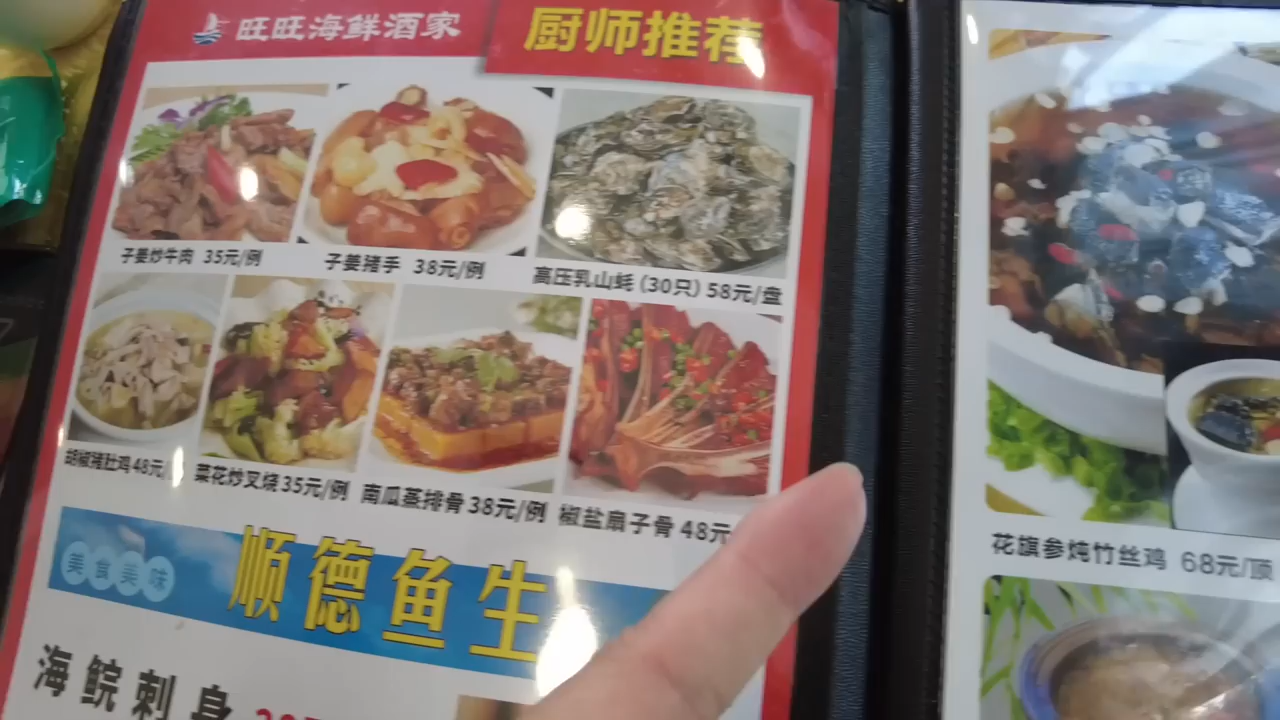 旺旺海鲜酒家
厨师推荐
子姜炒牛肉 35元/例
子姜猪手 38元/例
高压乳山蚝(30只)58元/盘
胡椒猪肚鸡48元/
菜花炒叉烧35元/例
南瓜蒸排骨38元/例
椒盐扇子骨48元
美食美味
顺德鱼生
海鲩刺身
花旗参炖竹丝鸡 68元/顶